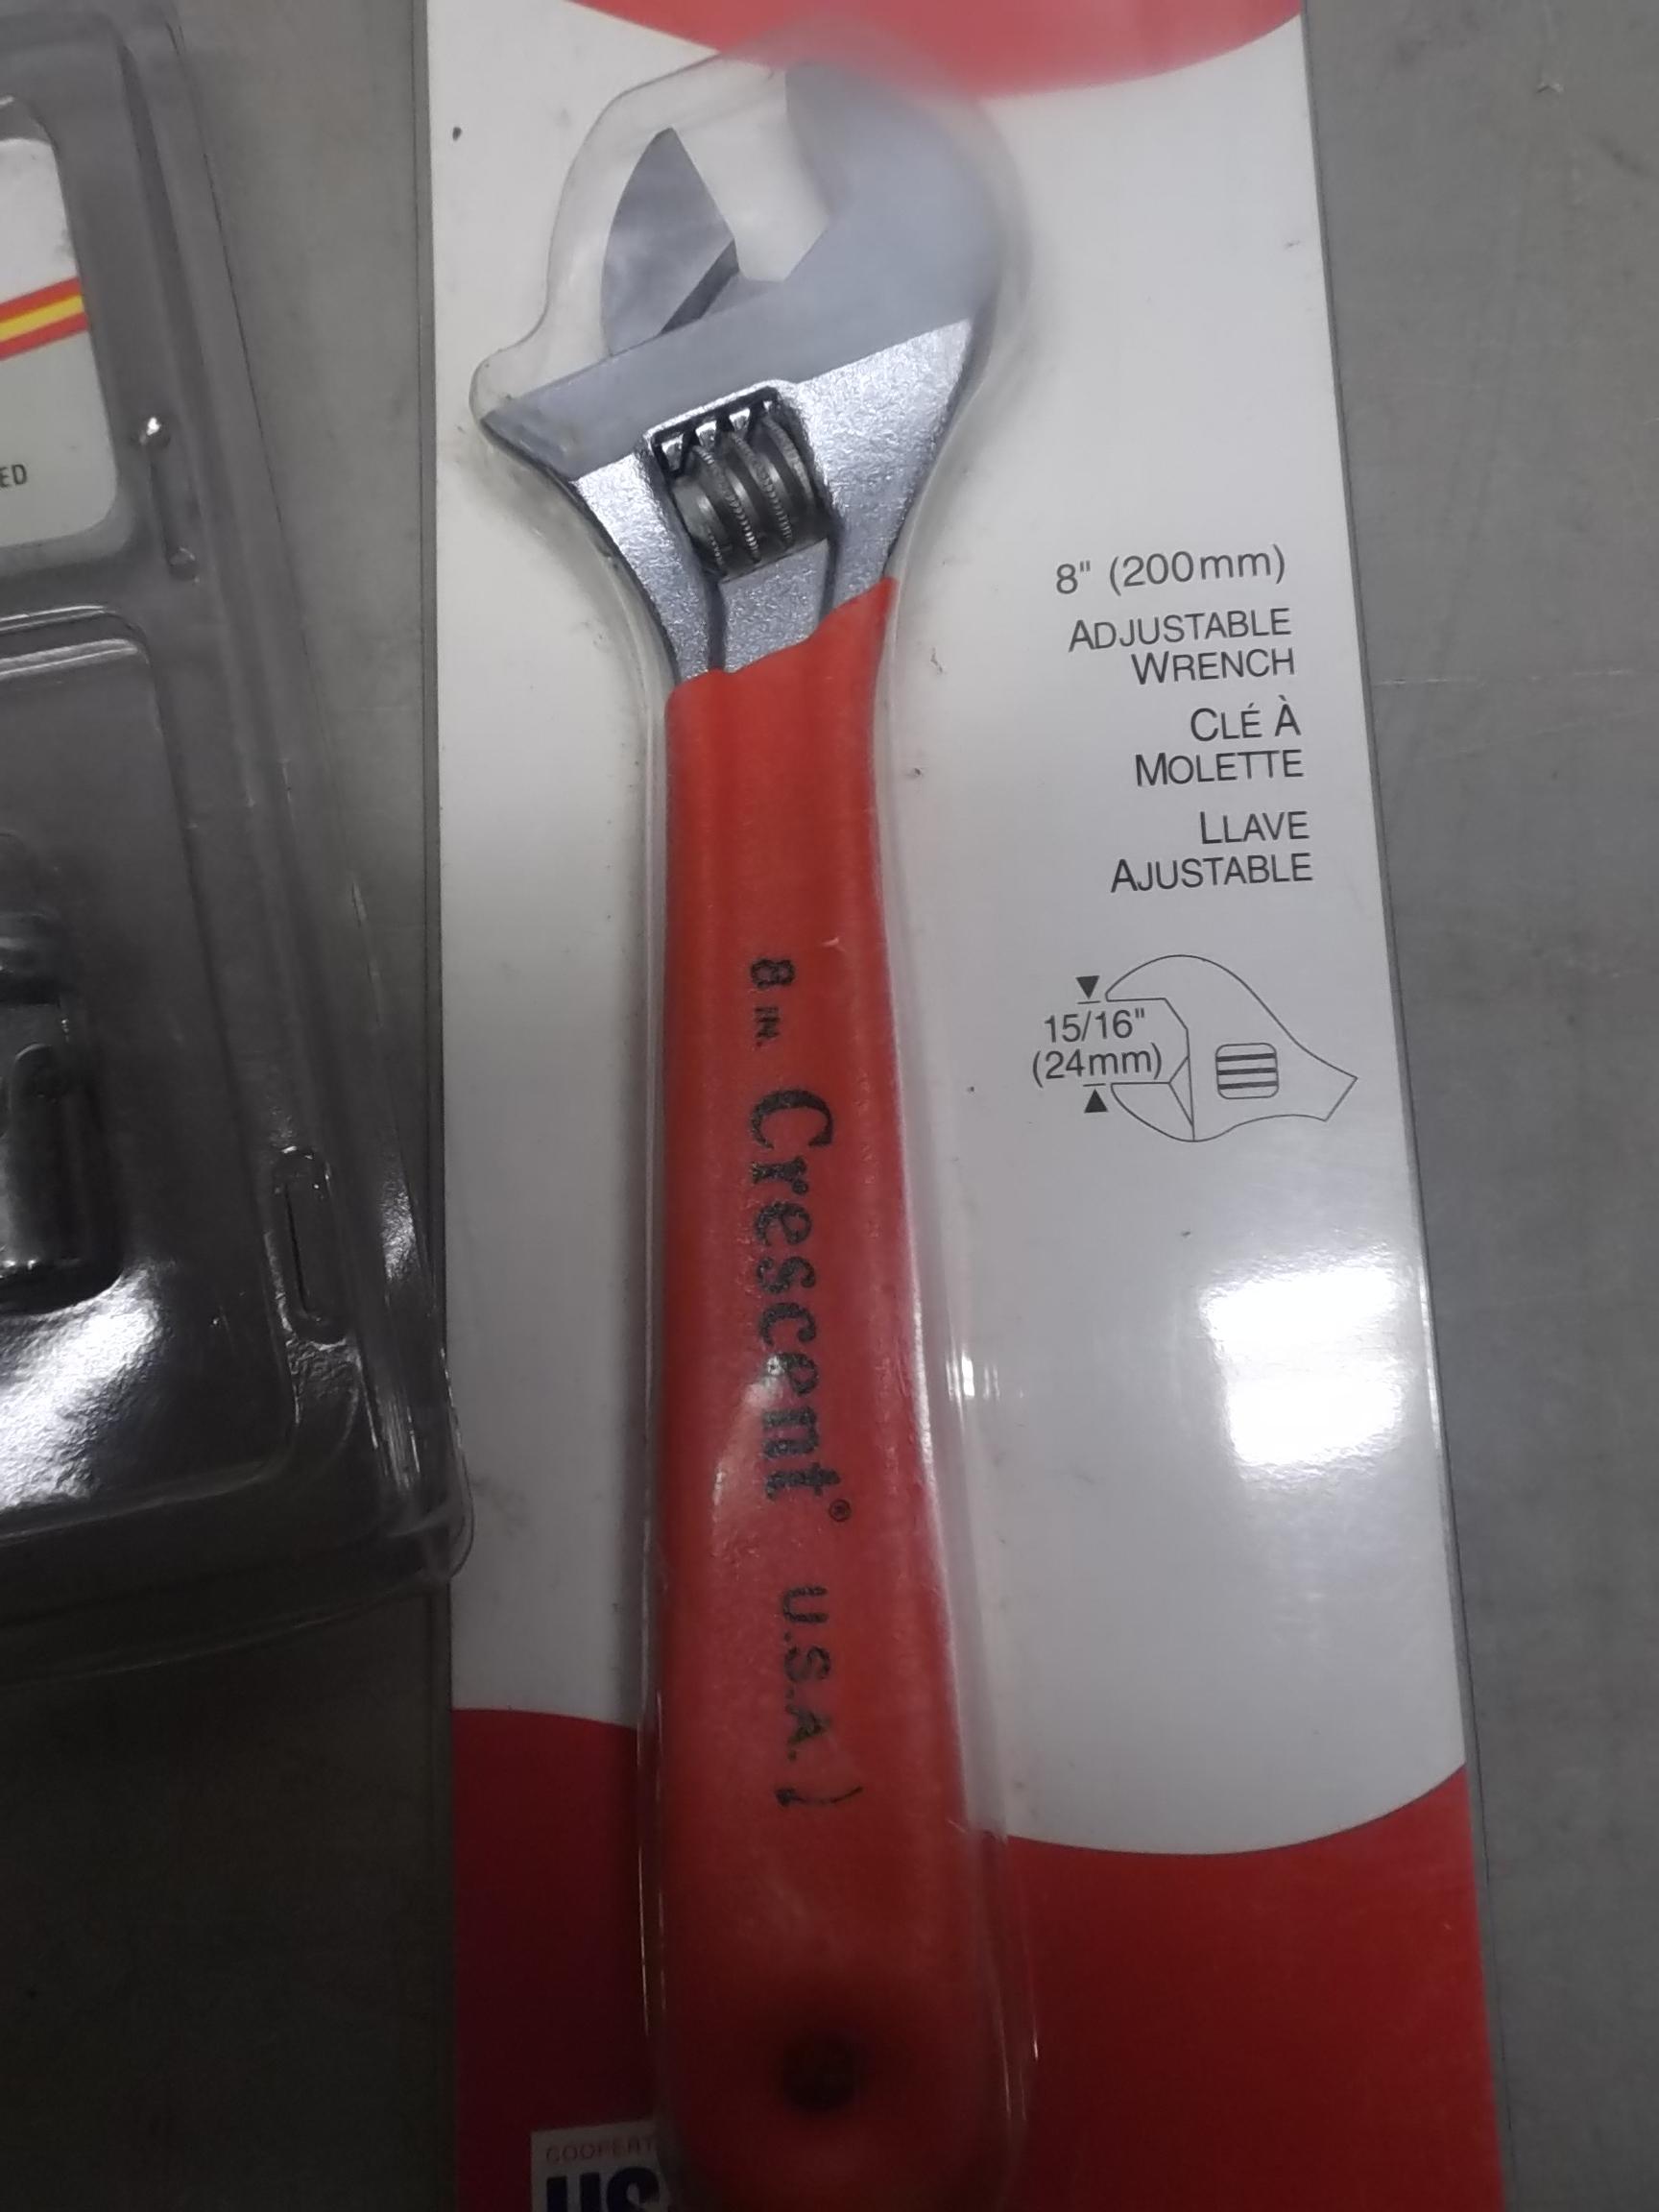 ED
8" (200mm)
ADJUSTABLE
WRENCH
CLÉ À
MOLETTE
LLAVE
AJUSTABLE
15/16"
(24mm)
8 IN. Crescent® U.S.A.